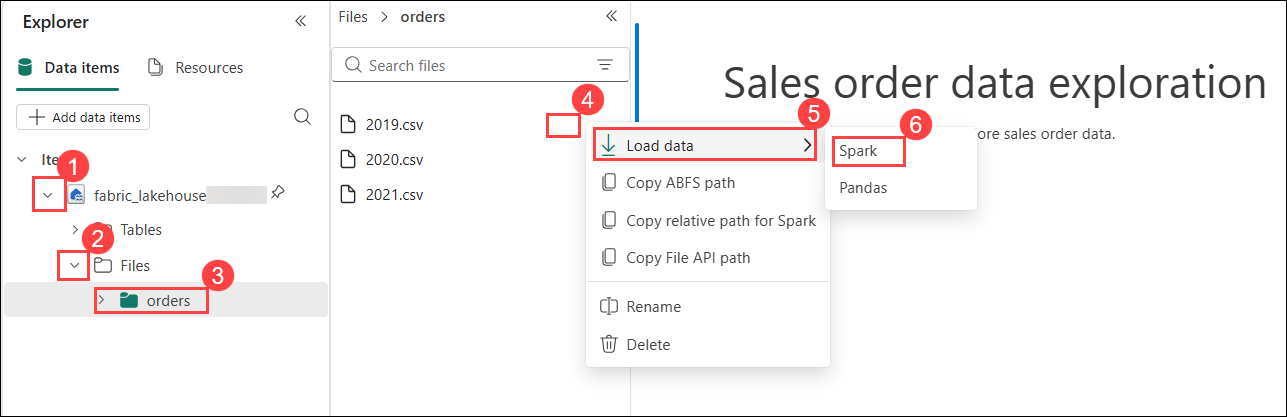 Explorer
Data items
Resources
Add data items
1
fabric_lakehouse
Tables
2
Files
3
orders
Files > orders
Search files
4
2019.csv
2020.csv
2021.csv
5
Load data
Copy ABFS path
Copy relative path for Spark
Copy File API path
Rename
Delete
6
Spark
Pandas
Sales order data exploration
ore sales order data.